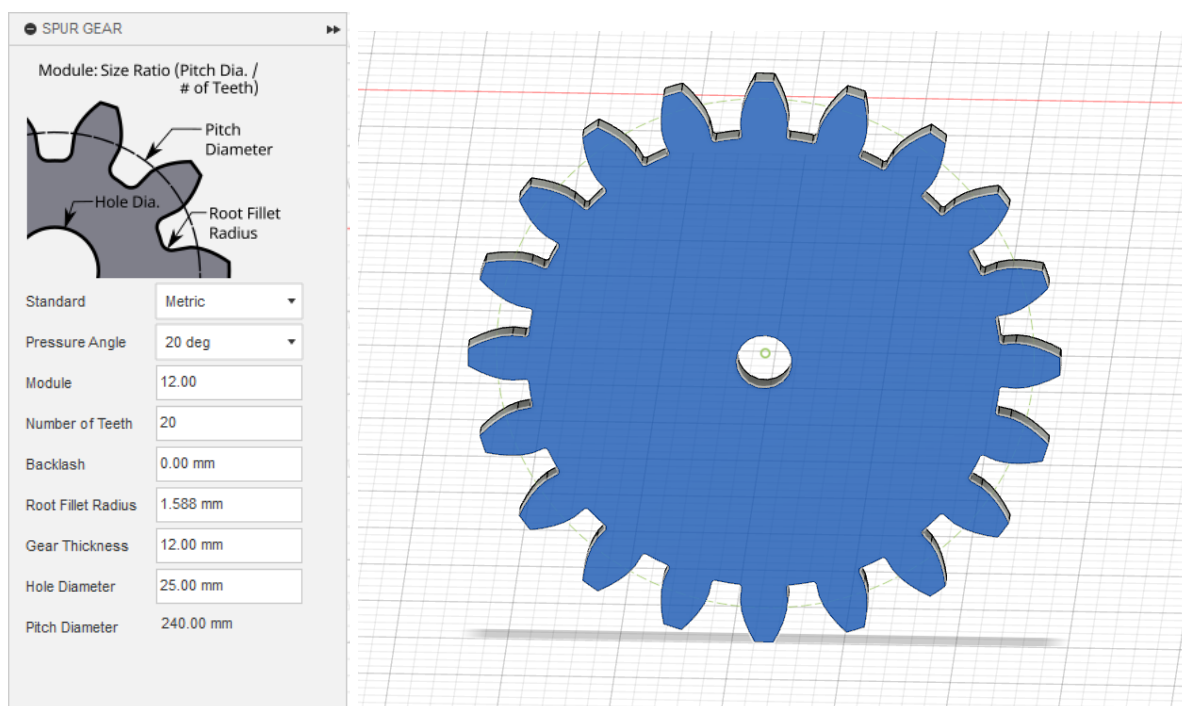 SPUR GEAR
Module: Size Ratio (Pitch Dia. /
# of Teeth)
Pitch
Diameter
Hole Dia.
Root Fillet
Radius
Standard Metric
Pressure Angle 20 deg
Module 12.00
Number of Teeth 20
Backlash 0.00 mm
Root Fillet Radius 1.588 mm
Gear Thickness 12.00 mm
Hole Diameter 25.00 mm
Pitch Diameter 240.00 mm